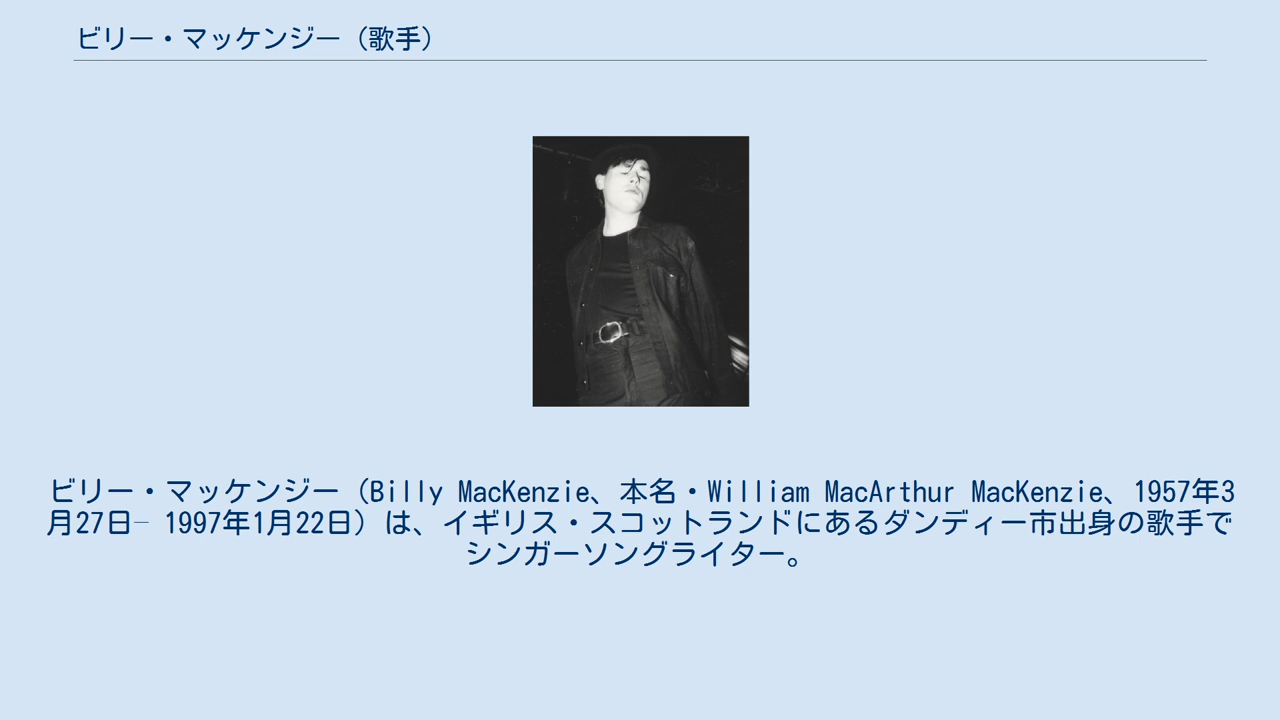 ビリー・マッケンジー（歌手）
ビリー・マッケンジー（Billy MacKenzie、本名・William MacArthur MacKenzie、1957年3
月27日– 1997年1月22日）は、イギリス・スコットランドにあるダンディー市出身の歌手で
シンガーソングライター。